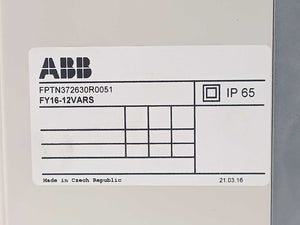 ABB
FPTN372630R0051
FY16-12VARS
IP 65
Made in Czech Republic
21.03.16